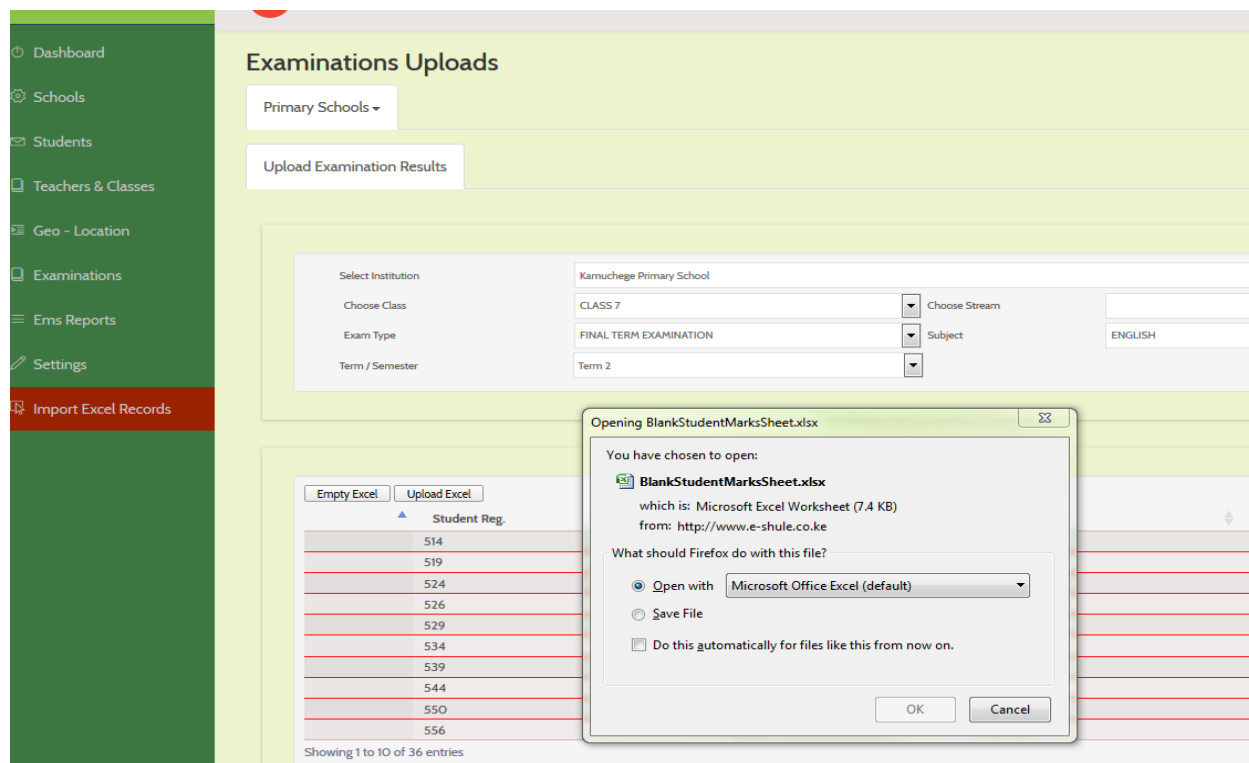 Dashboard
Schools
Students
Teachers & Classes
Geo - Location
Examinations
Ems Reports
Settings
Import Excel Records
Examinations Uploads
Primary Schools
Upload Examination Results
Select Institution Kamuchege Primary School
Choose Class CLASS 7 Choose Stream
Exam Type FINAL TERM EXAMINATION Subject ENGLISH
Term / Semester Term 2
Empty Excel Upload Excel
Student Reg.
514
519
524
526
529
534
539
544
550
556
Showing 1 to 10 of 36 entries
Opening BlankStudentMarksSheet.xlsx
You have chosen to open:
BlankStudentMarksSheet.xlsx
which is: Microsoft Excel Worksheet (7.4 KB)
from: http://www.e-shule.co.ke
What should Firefox do with this file?
Open with Microsoft Office Excel (default)
Save File
Do this automatically for files like this from now on.
OK Cancel